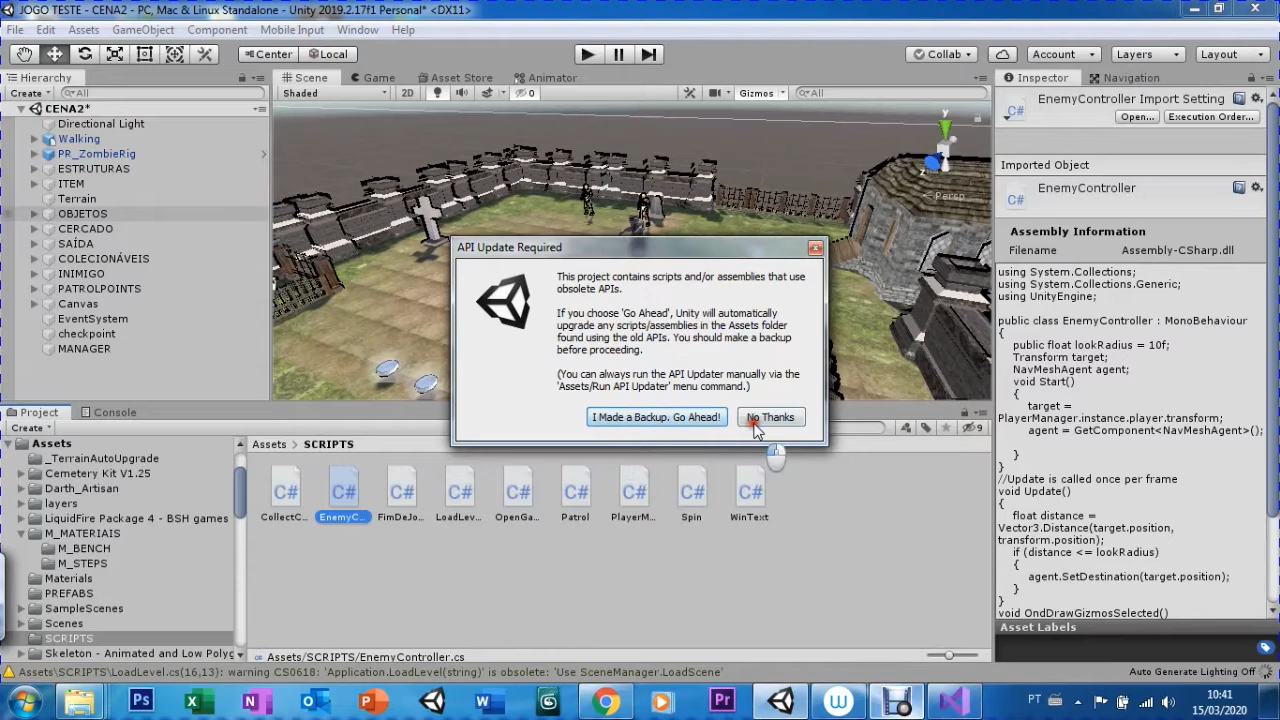 JOGO TESTE - CENA2 - PC, Mac & Linux Standalone - Unity 2019.2.17f1 Personal* <DX11>
File Edit Assets GameObject Component Mobile Input Window Help
Center Local Collab Account Layers Layout
Hierarchy Scene Game Asset Store Animator Inspector Navigation
Create All Shaded 2D 0 Gizmos All
CENA2*
Directional Light
Walking
PR_ZombieRig
ESTRUTURAS
ITEM
Terrain
OBJETOS
CERCADO
SAÍDA
COLECIONÁVEIS
INIMIGO
PATROLPOINTS
Canvas
EventSystem
checkpoint
MANAGER
y
z
Persp
API Update Required
This project contains scripts and/or assemblies that use
obsolete APIs.
If you choose 'Go Ahead', Unity will automatically
upgrade any scripts/assemblies in the Assets folder
found using the old APIs. You should make a backup
before proceeding.
(You can always run the API Updater manually via the
'Assets/Run API Updater' menu command.)
I Made a Backup. Go Ahead! No Thanks
EnemyController Import Setting
Open... Execution Order...
Imported Object
EnemyController
Assembly Information
Filename Assembly-CSharp.dll
using System.Collections;
using System.Collections.Generic;
using UnityEngine;
public class EnemyController : MonoBehaviour
{
public float lookRadius = 10f;
Transform target;
NavMeshAgent agent;
void Start()
{
target =
PlayerManager.instance.player.transform;
agent = GetComponent<NavMeshAgent>();
}
}
//Update is called once per frame
void Update()
{
float distance =
Vector3.Distance(target.position,
transform.position);
if (distance <= lookRadius)
{
agent.SetDestination(target.position);
}
}
void OndDrawGizmosSelected()
Asset Labels
Project Console
Create 9
Assets
_TerrainAutoUpgrade
Cemetery Kit V1.25
Darth_Artisan
layers
LiquidFire Package 4 - BSH games
M_MATERIAIS
M_BENCH
M_STEPS
Materials
PREFABS
SampleScenes
Scenes
SCRIPTS
Skeleton - Animated and Low Polyg
Assets SCRIPTS
C# C# C# C# C# C# C# C# C#
CollectC... EnemyC... FimDeJo... LoadLev... OpenGa... Patrol PlayerM... Spin WinText
Assets/SCRIPTS/EnemyController.cs
Assets\SCRIPTS\LoadLevel.cs(16,13): warning CS0618: 'Application.LoadLevel(string)' is obsolete: 'Use SceneManager.LoadScene'
Auto Generate Lighting Off
Ps X N O P W S W Pr
PT
10:41
15/03/2020